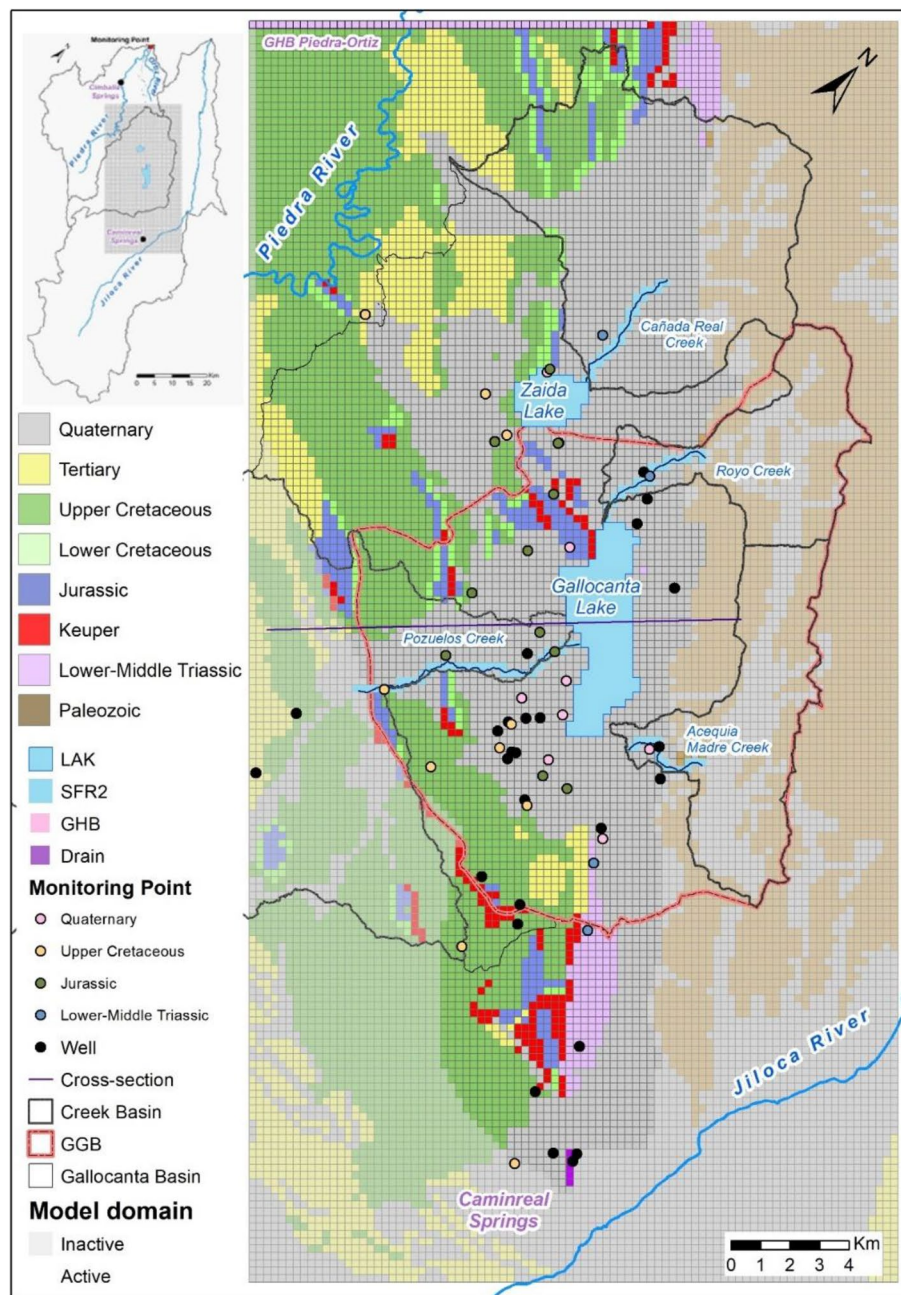 Monitoring Point
N
Cimballa
Springs
Piedra River
Caminreal
Springs
Jiloca River
Km
0 5 10 15 20
GHB Piedra-Ortiz
N
Piedra River
Cañada Real
Creek
Zaida
Lake
Royo Creek
Gallocanta
Lake
Pozuelos Creek
Acequia
Madre Creek
Jiloca River
Caminreal
Springs
Km
0 1 2 3 4
Quaternary
Tertiary
Upper Cretaceous
Lower Cretaceous
Jurassic
Keuper
Lower-Middle Triassic
Paleozoic
LAK
SFR2
GHB
Drain
Monitoring Point
Quaternary
Upper Cretaceous
Jurassic
Lower-Middle Triassic
Well
Cross-section
Creek Basin
GGB
Gallocanta Basin
Model domain
Inactive
Active